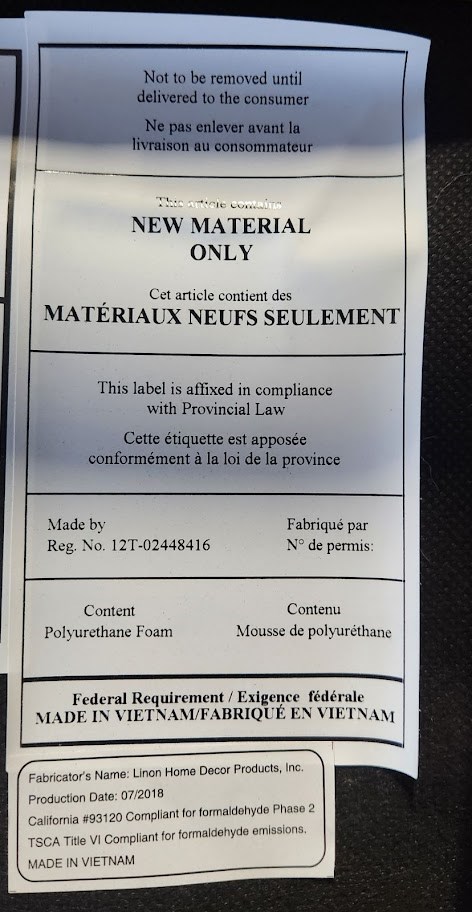 Not to be removed until
delivered to the consumer
Ne pas enlever avant la
livraison au consommateur
This article contains
NEW MATERIAL
ONLY
Cet article contient des
MATÉRIAUX NEUFS SEULEMENT
This label is affixed in compliance
with Provincial Law
Cette étiquette est apposée
conformément à la loi de la province
Made by Fabriqué par
Reg. No. 12T-02448416 N° de permis:
Content Contenu
Polyurethane Foam Mousse de polyuréthane
Federal Requirement / Exigence fédérale
MADE IN VIETNAM/FABRIQUÉ EN VIETNAM
Fabricator's Name: Linon Home Decor Products, Inc.
Production Date: 07/2018
California #93120 Compliant for formaldehyde Phase 2
TSCA Title VI Compliant for formaldehyde emissions.
MADE IN VIETNAM